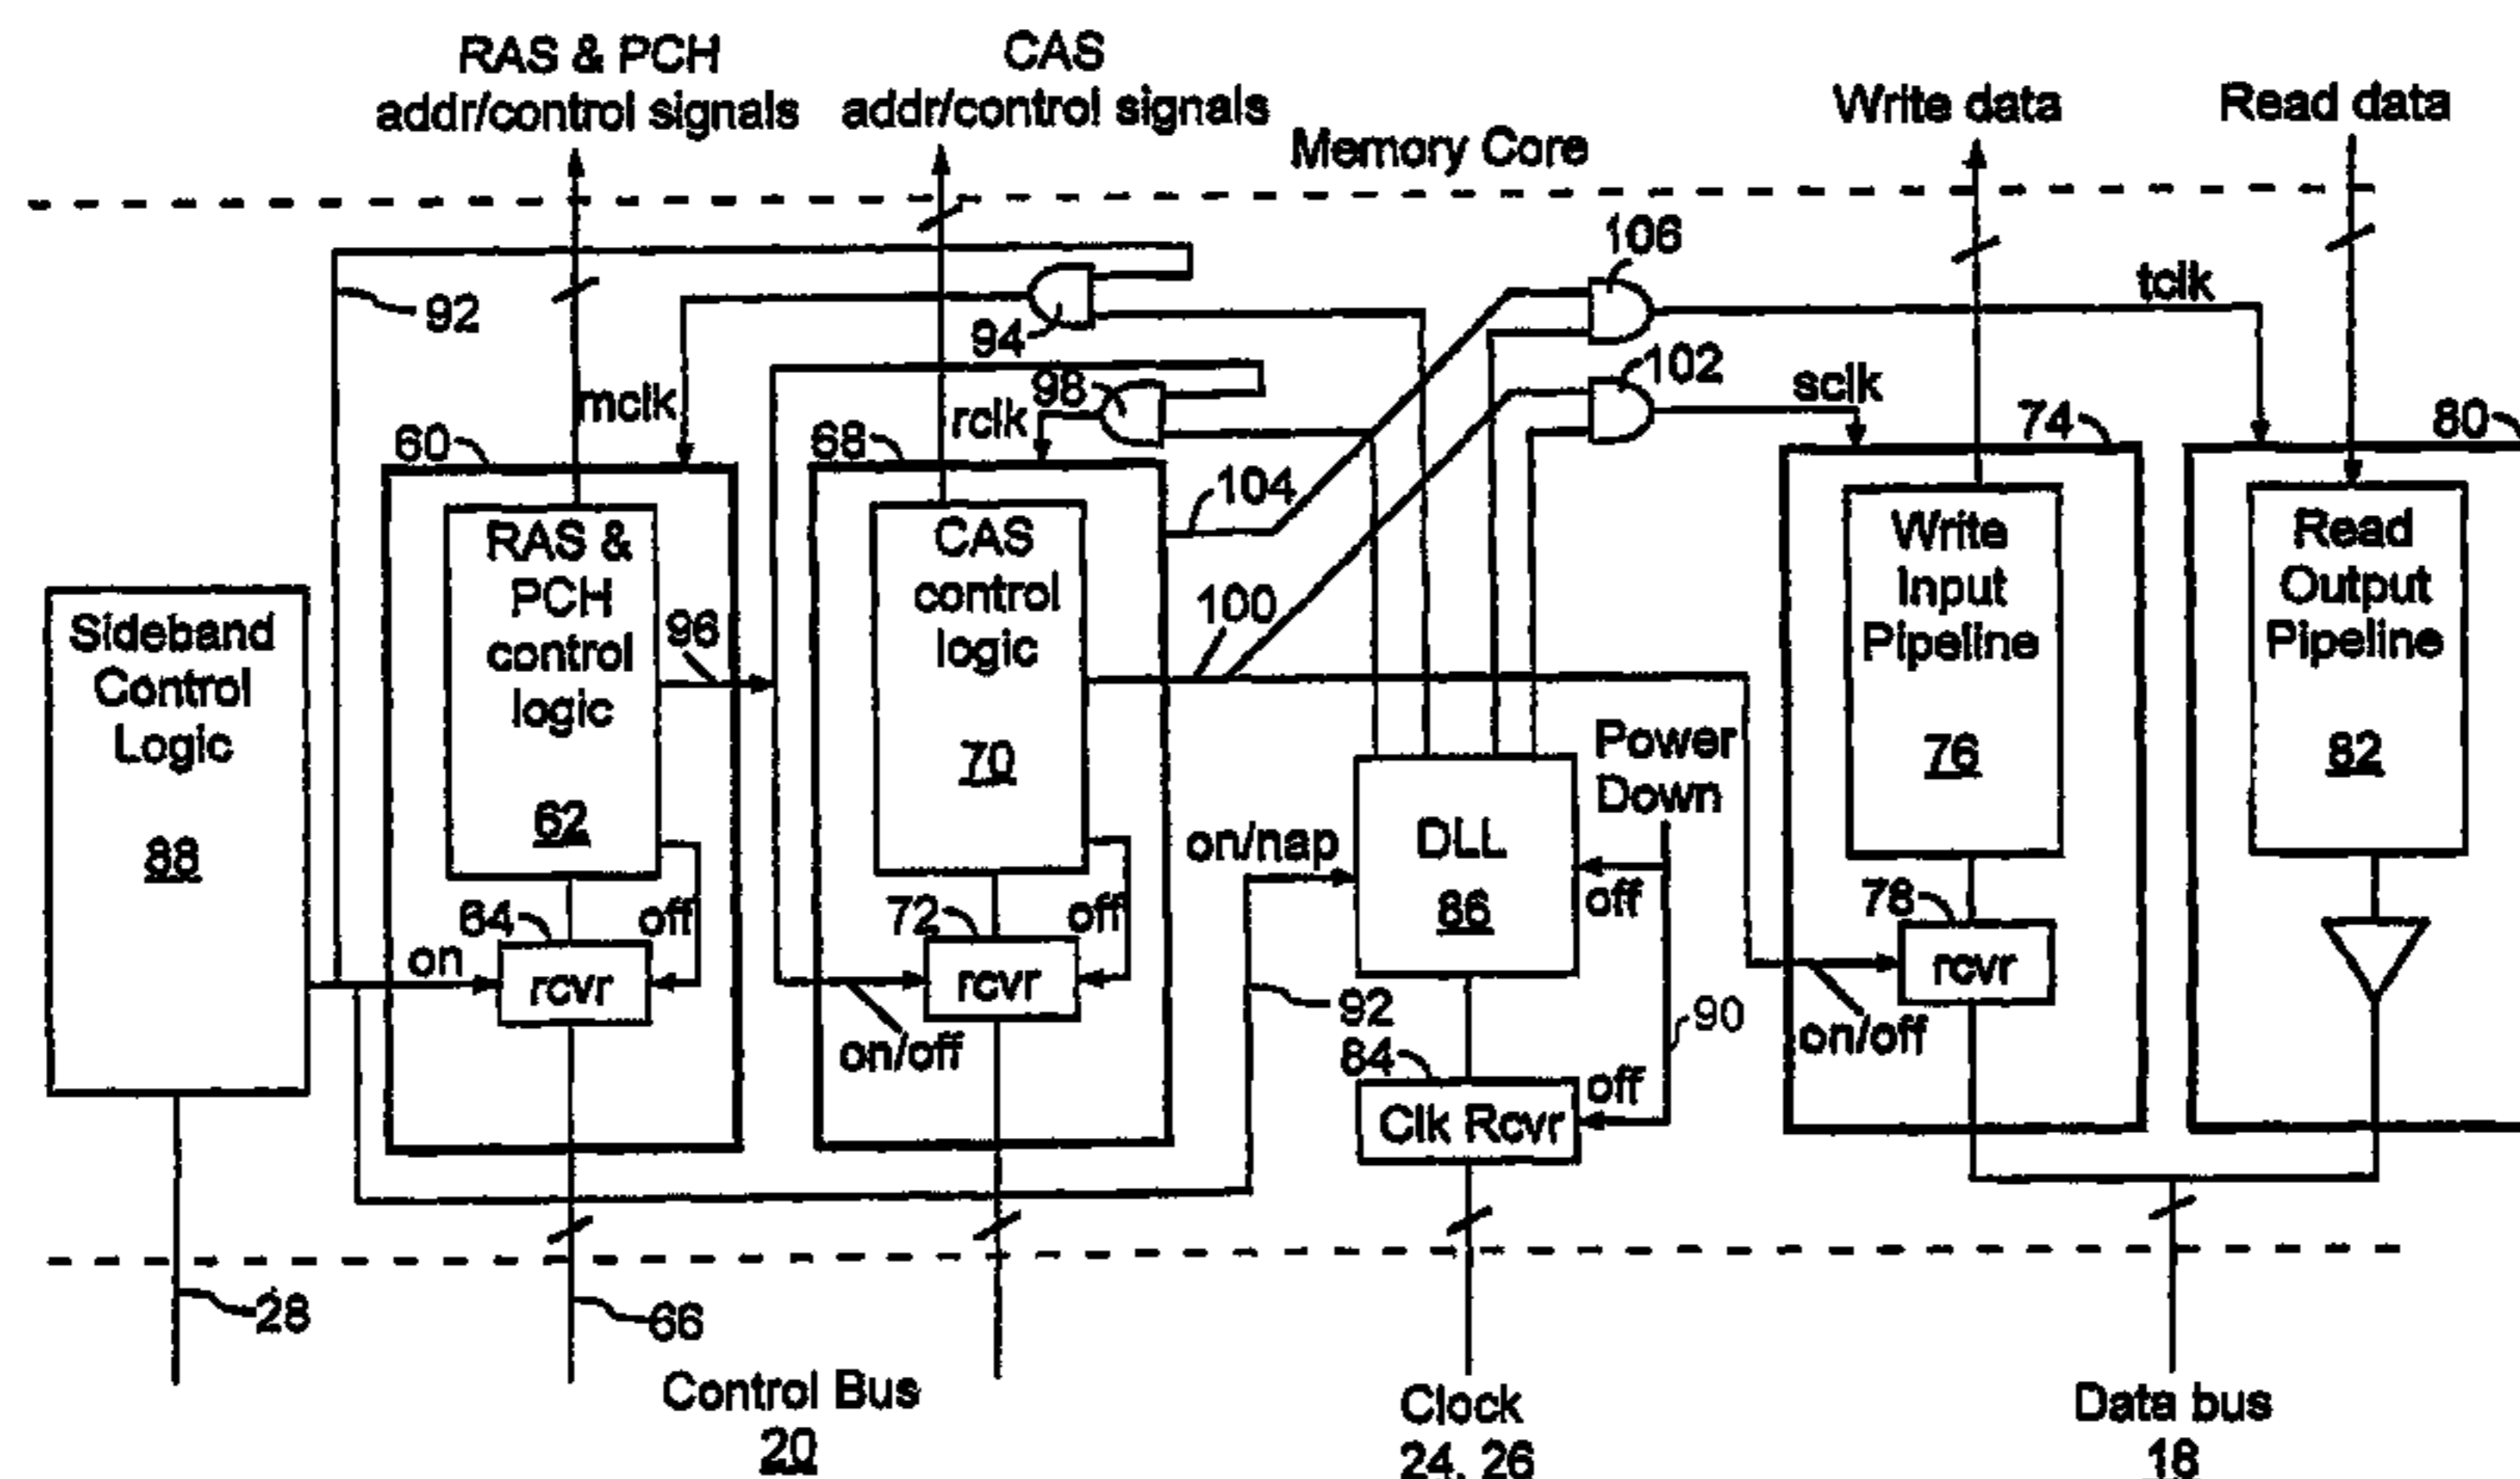 RAS & PCH
addr/control signals
CAS
addr/control signals
Memory Core
Write data
Read data
92
94
106
tclk
mclk
98
rclk
102
sclk
60
68
74
80
104
RAS &
PCH
control
logic
62
96
CAS
control
logic
70
100
Write
Input
Pipeline
76
Read
Output
Pipeline
82
Sideband
Control
Logic
88
Power
Down
on/nap
DLL
86
off
64
off
on
rcvr
72
off
rcvr
on/off
92
90
78
rcvr
on/off
84
off
Clk Rcvr
28
66
Control Bus
20
Clock
24, 26
Data bus
18